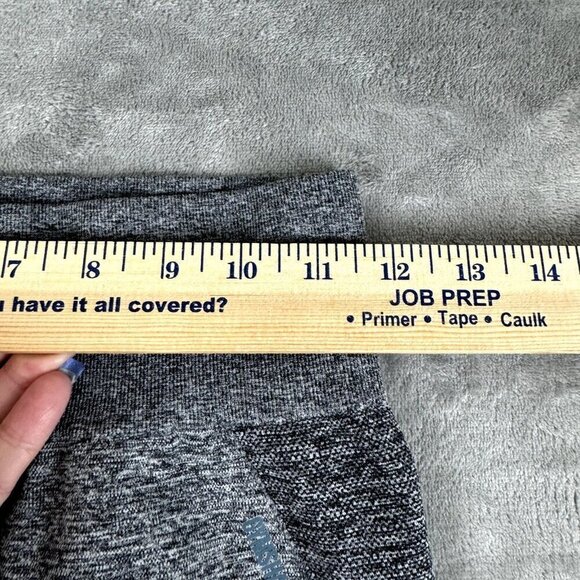 7 8 9 10 11 12 13 14
u have it all covered?
JOB PREP
• Primer • Tape • Caulk